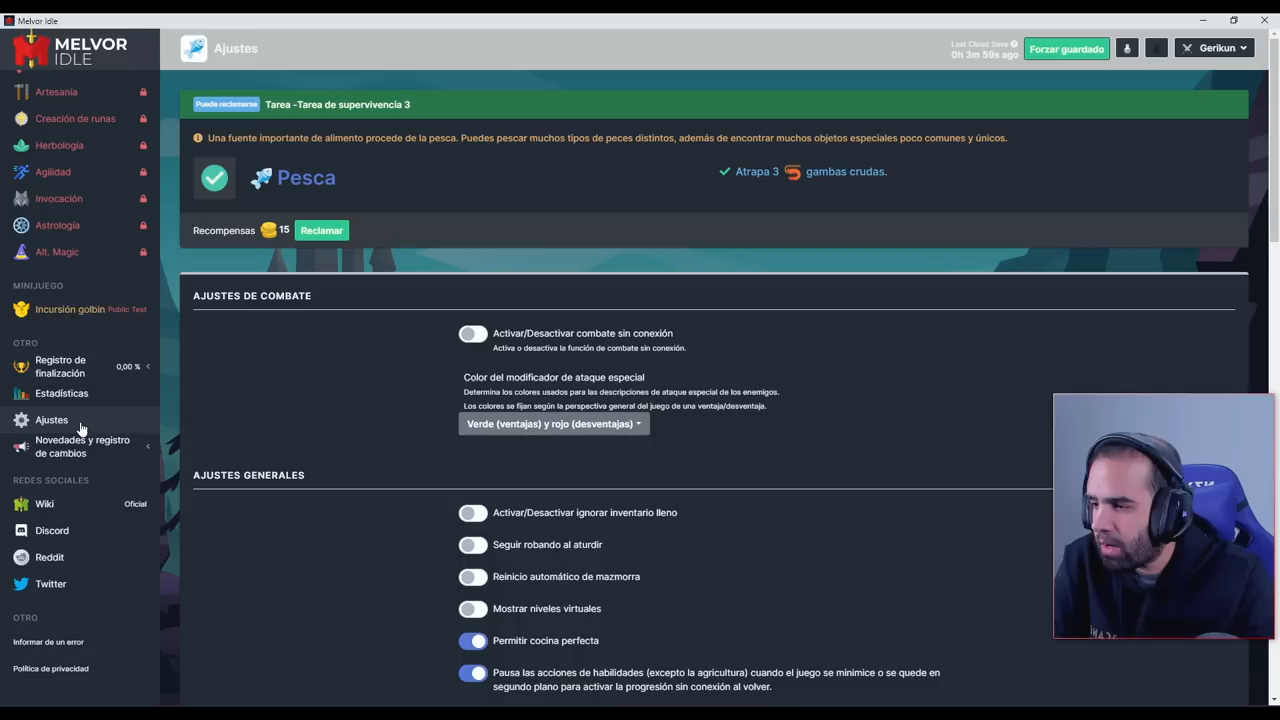 Melvor Idle
MELVOR
IDLE
Artesanía
Creación de runas
Herbología
Agilidad
Invocación
Astrología
Alt. Magic
MINIJUEGO
Incursión golbin Public Test
OTRO
Registro de
finalización
0,00 %
Estadísticas
Ajustes
Novedades y registro
de cambios
REDES SOCIALES
Wiki Oficial
Discord
Reddit
Twitter
OTRO
Informar de un error
Política de privacidad
Ajustes
Last Cloud Save
0h 3m 59s ago
Forzar guardado
Gerikun
Puede reclamarse Tarea -Tarea de supervivencia 3
Una fuente importante de alimento procede de la pesca. Puedes pescar muchos tipos de peces distintos, además de encontrar muchos objetos especiales poco comunes y únicos.
Pesca
Atrapa 3 gambas crudas.
Recompensas 15 Reclamar
AJUSTES DE COMBATE
Activar/Desactivar combate sin conexión
Activa o desactiva la función de combate sin conexión.
Color del modificador de ataque especial
Determina los colores usados para las descripciones de ataque especial de los enemigos.
Los colores se fijan según la perspectiva general del juego de una ventaja/desventaja.
Verde (ventajas) y rojo (desventajas)
AJUSTES GENERALES
Activar/Desactivar ignorar inventario lleno
Seguir robando al aturdir
Reinicio automático de mazmorra
Mostrar niveles virtuales
Permitir cocina perfecta
Pausa las acciones de habilidades (excepto la agricultura) cuando el juego se minimice o se quede en
segundo plano para activar la progresión sin conexión al volver.